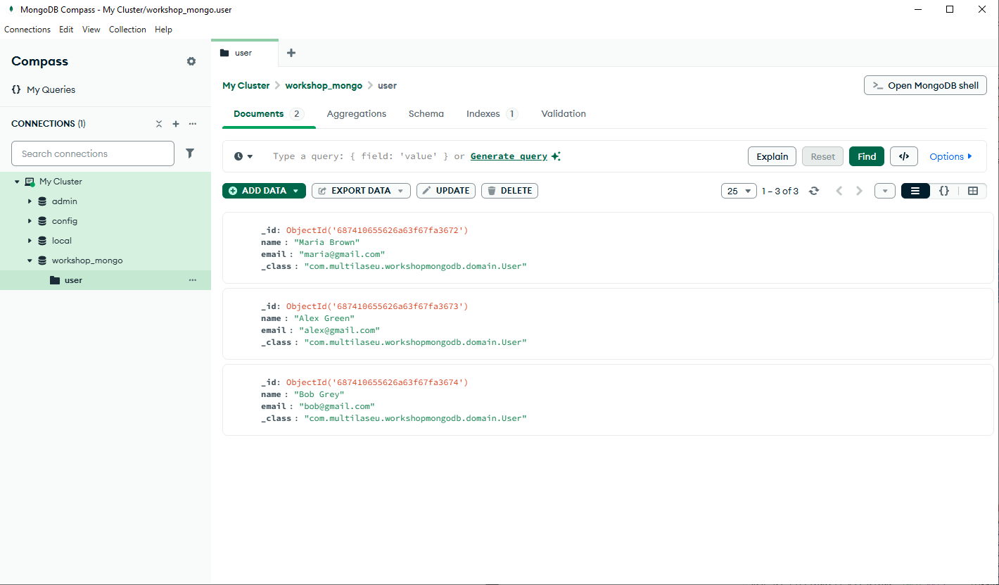 MongoDB Compass - My Cluster/workshop_mongo.user
Connections Edit View Collection Help
Compass
{} My Queries
CONNECTIONS (1)
Search connections
My Cluster
admin
config
local
workshop_mongo
user
user
My Cluster > workshop_mongo > user
>_ Open MongoDB shell
Documents 2 Aggregations Schema Indexes 1 Validation
Type a query: { field: 'value' } or Generate query
Explain Reset Find </> Options
ADD DATA EXPORT DATA UPDATE DELETE
25 1 – 3 of 3 {}
_id: ObjectId('687410655626a63f67fa3672')
name : "Maria Brown"
email : "maria@gmail.com"
_class : "com.multilaseu.workshopmongodb.domain.User"
_id: ObjectId('687410655626a63f67fa3673')
name : "Alex Green"
email : "alex@gmail.com"
_class : "com.multilaseu.workshopmongodb.domain.User"
_id: ObjectId('687410655626a63f67fa3674')
name : "Bob Grey"
email : "bob@gmail.com"
_class : "com.multilaseu.workshopmongodb.domain.User"